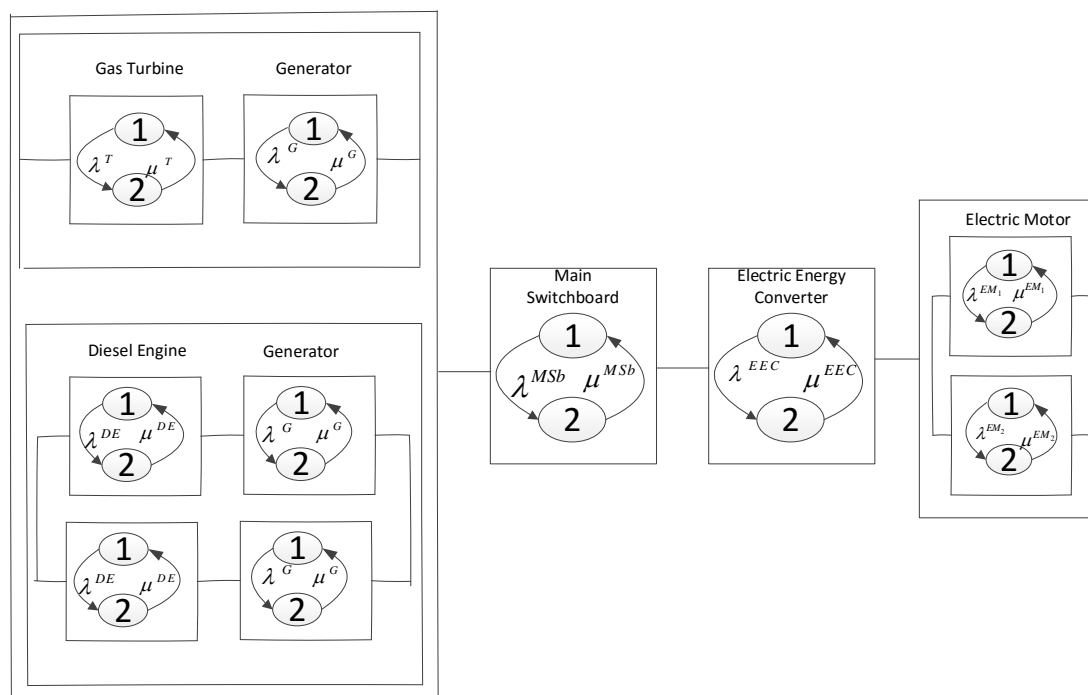 Gas Turbine
Generator
1
λ^T μ^T
2
1
λ^G μ^G
2
Diesel Engine
Generator
1
λ^DE μ^DE
2
1
λ^G μ^G
2
1
λ^DE μ^DE
2
1
λ^G μ^G
2
Main
Switchboard
1
λ^MSb μ^MSb
2
Electric Energy
Converter
1
λ^EEC μ^EEC
2
Electric Motor
1
λ^EM₁ μ^EM₁
2
1
λ^EM₂ μ^EM₂
2